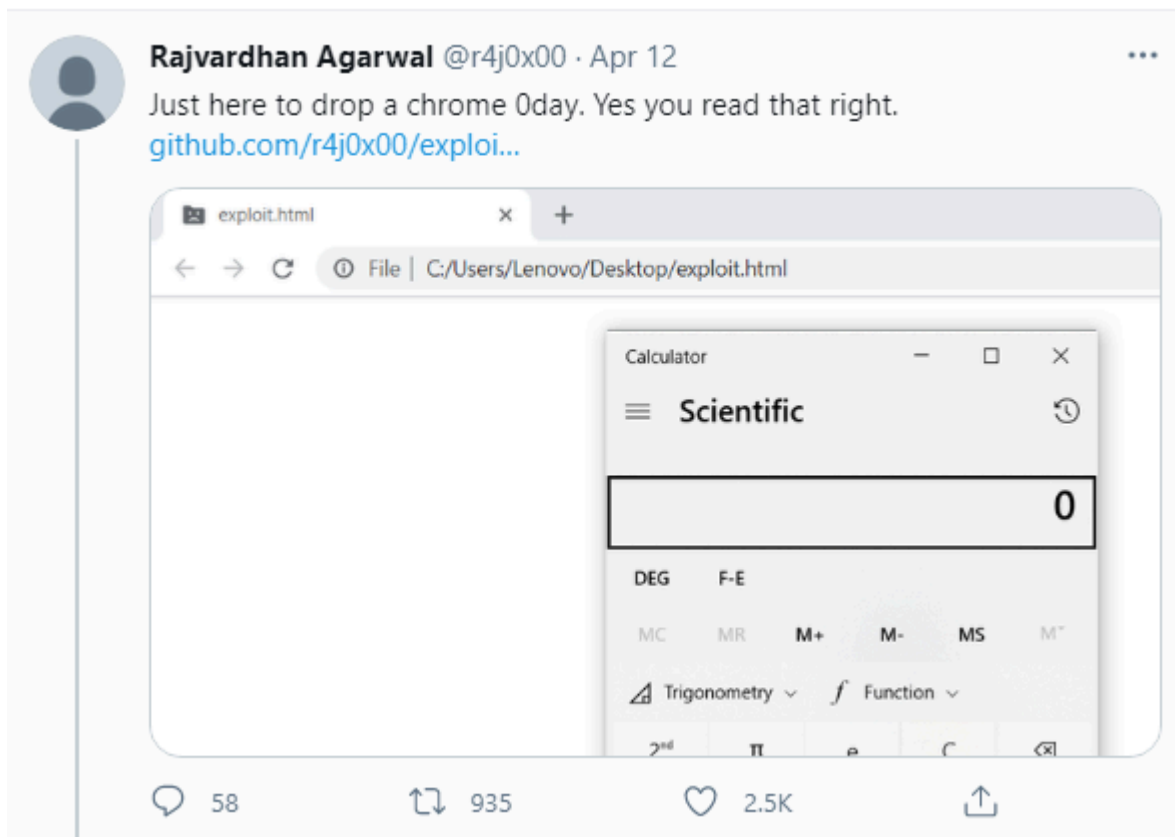 Rajvardhan Agarwal @r4j0x00 · Apr 12
Just here to drop a chrome 0day. Yes you read that right.
github.com/r4j0x00/exploi...
exploit.html
File | C:/Users/Lenovo/Desktop/exploit.html
Calculator
Scientific
0
DEG F-E
MC MR M+ M- MS M˅
Trigonometry f Function
2nd π e C
58 935 2.5K